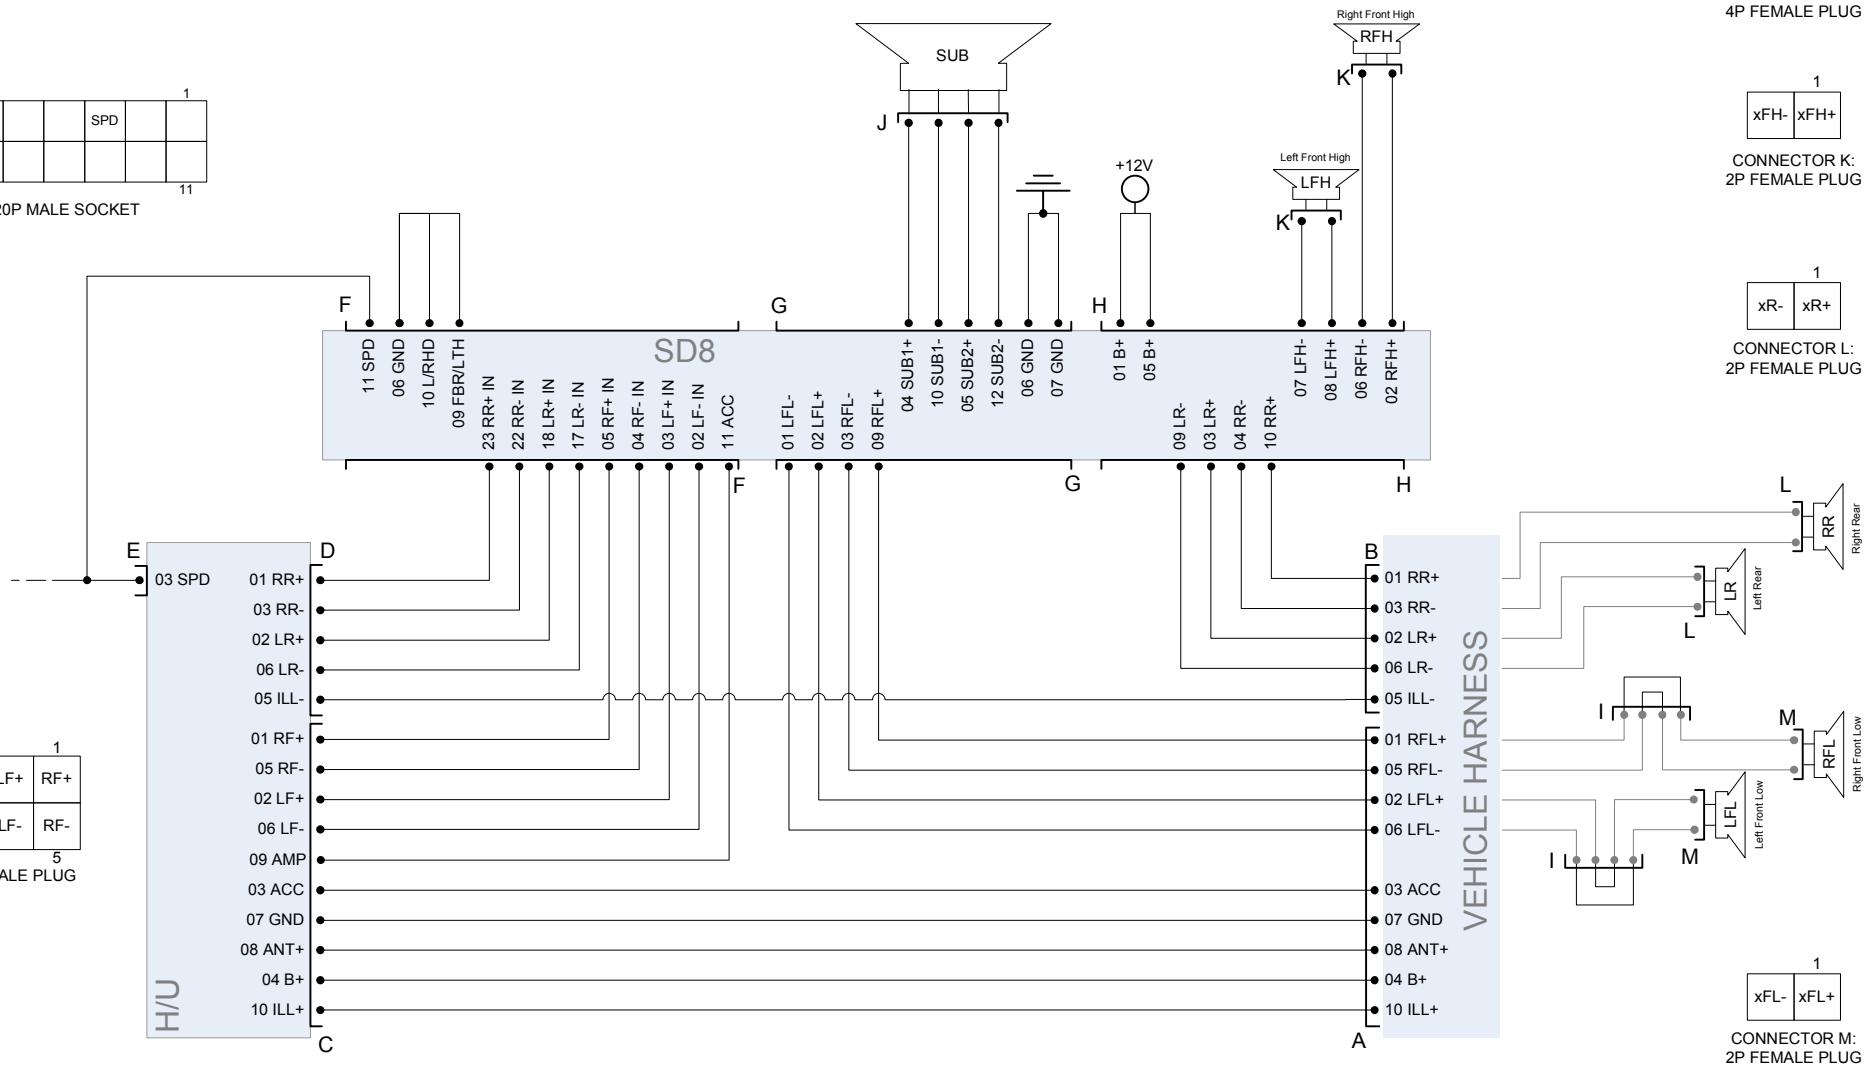 4P FEMALE PLUG
Right Front High
RFH
K
SUB
J
1
SPD
11
20P MALE SOCKET
1
xFH- xFH+
CONNECTOR K:
2P FEMALE PLUG
+12V
Left Front High
LFH
K
1
xR- xR+
CONNECTOR L:
2P FEMALE PLUG
F
G
H
SD8
11 SPD
06 GND
10 L/RHD
09 FBR/LTH
23 RR+ IN
22 RR- IN
18 LR+ IN
17 LR- IN
05 RF+ IN
04 RF- IN
03 LF+ IN
02 LF- IN
11 ACC
01 LFL-
02 LFL+
03 RFL-
09 RFL+
04 SUB1+
10 SUB1-
05 SUB2+
12 SUB2-
06 GND
07 GND
01 B+
05 B+
09 LR-
03 LR+
04 RR-
10 RR+
07 LFH-
08 LFH+
06 RFH-
02 RFH+
F
G
H
E
D
03 SPD
01 RR+
03 RR-
02 LR+
06 LR-
05 ILL-
01 RF+
05 RF-
02 LF+
06 LF-
09 AMP
03 ACC
07 GND
08 ANT+
04 B+
10 ILL+
H/U
C
B
01 RR+
03 RR-
02 LR+
06 LR-
05 ILL-
01 RFL+
05 RFL-
02 LFL+
06 LFL-
03 ACC
07 GND
08 ANT+
04 B+
10 ILL+
VEHICLE HARNESS
A
L
RR
Right Rear
LR
Left Rear
L
I
M
RFL
Right Front Low
LFL
Left Front Low
I
M
1
LF+ RF+
LF- RF-
5
ALE PLUG
1
xFL- xFL+
CONNECTOR M:
2P FEMALE PLUG